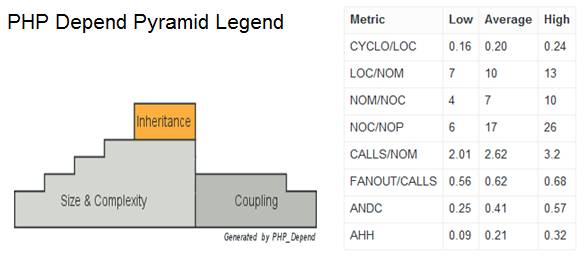 PHP Depend Pyramid Legend
Inheritance
Size & Complexity
Coupling
Generated by PHP_Depend
Metric Low Average High
CYCLO/LOC 0.16 0.20 0.24
LOC/NOM 7 10 13
NOM/NOC 4 7 10
NOC/NOP 6 17 26
CALLS/NOM 2.01 2.62 3.2
FANOUT/CALLS 0.56 0.62 0.68
ANDC 0.25 0.41 0.57
AHH 0.09 0.21 0.32